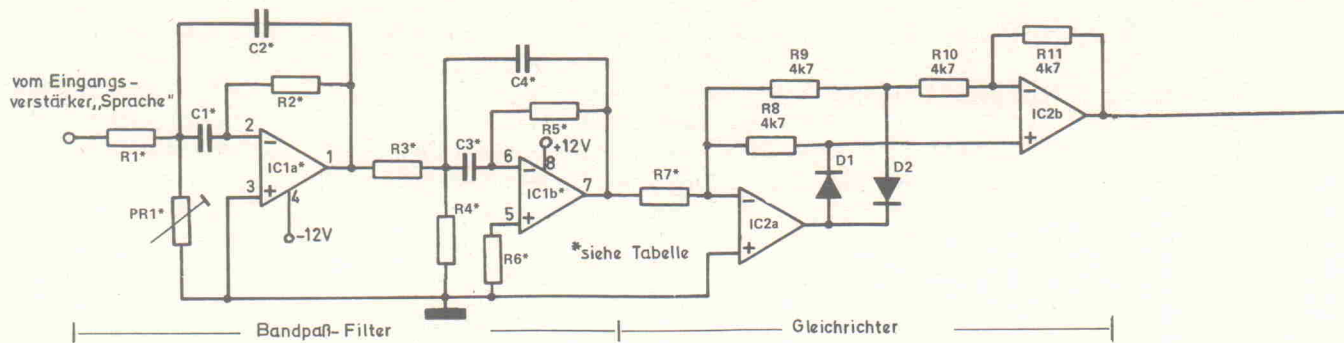 C2*
vom Eingangs-
verstärker„Sprache"
R2*
C1*
R1*
PR1*
2
3
1
4
IC1a*
-12V
C4*
R5*
+12V
R3*
C3*
R4*
6
5
8
7
IC1b*
R6*
R7*
*siehe Tabelle
R9
4k7
R8
4k7
R10
4k7
R11
4k7
D1
D2
IC2a
IC2b
Bandpaß-Filter
Gleichrichter
- + - + - + - +